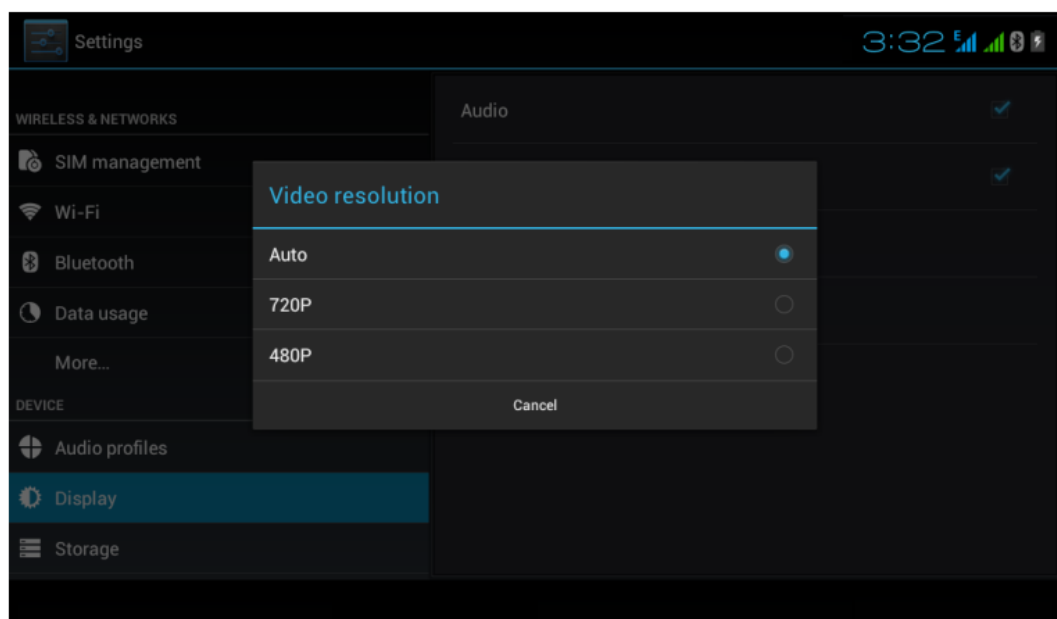 Settings
3:32
E
WIRELESS & NETWORKS
SIM management
Wi-Fi
Bluetooth
Data usage
More...
DEVICE
Audio profiles
Display
Storage
Audio
Video resolution
Auto
720P
480P
Cancel